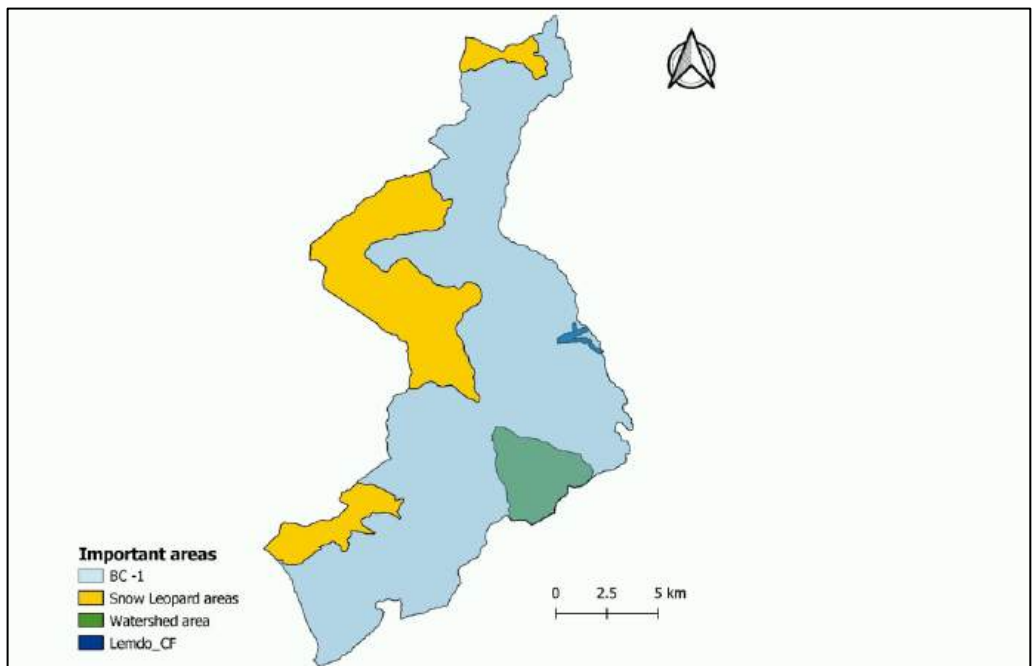 Important areas
BC -1
Snow Leopard areas
Watershed area
Lemdo_CF
0 2.5 5 km